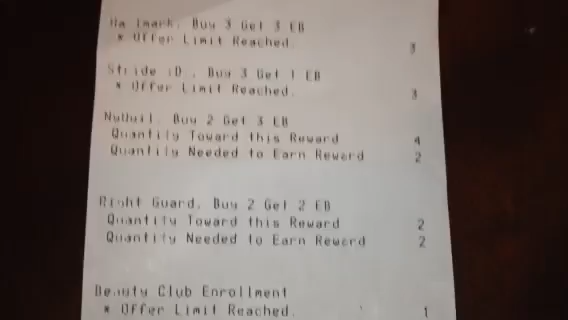 Hallmark, Buy 3 Get 3 EB
* Offer Limit Reached. 3
Stride iD , Buy 3 Get 1 EB
* Offer Limit Reached. 3
NyQuil, Buy 2 Get 3 EB
Quantity Toward this Reward 4
Quantity Needed to Earn Reward 2
Right Guard, Buy 2 Get 2 EB
Quantity Toward this Reward 2
Quantity Needed to Earn Reward 2
Beauty Club Enrollment
* Offer Limit Reached. 1